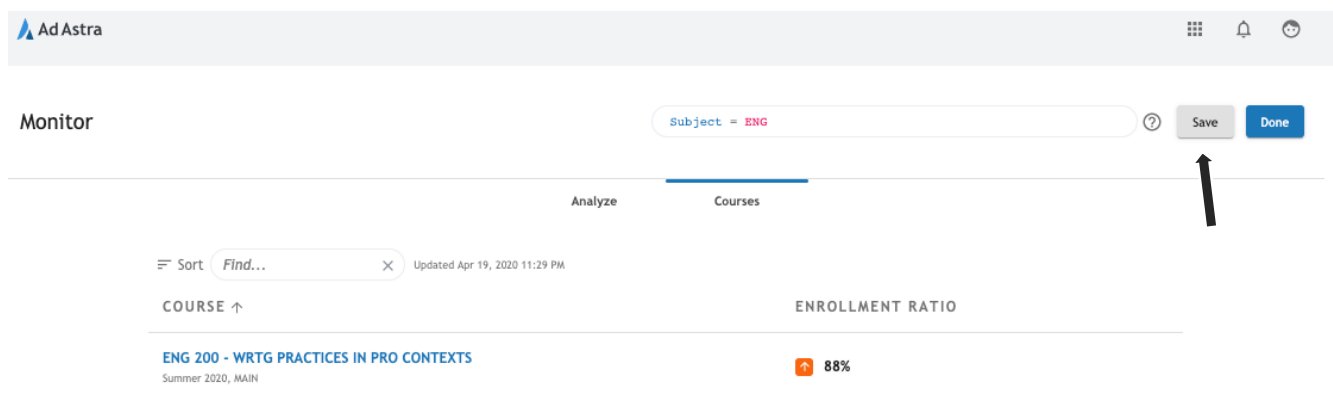 Ad Astra
Monitor
Subject = ENG
?
Save
Done
Analyze
Courses
Sort
Find...
Updated Apr 19, 2020 11:29 PM
COURSE
ENROLLMENT RATIO
ENG 200 - WRTG PRACTICES IN PRO CONTEXTS
88%
Summer 2020, MAIN